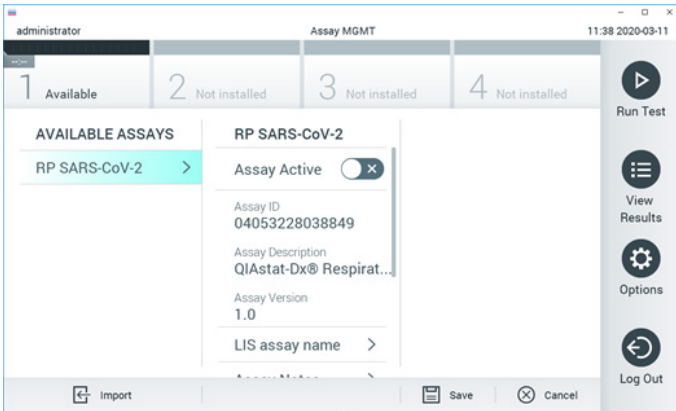 administrator Assay MGMT 11:38 2020-03-11
1 Available 2 Not installed 3 Not installed 4 Not installed
Run Test
AVAILABLE ASSAYS
RP SARS-CoV-2
RP SARS-CoV-2
Assay Active
Assay ID
04053228038849
Assay Description
QIAstat-Dx® Respirat...
Assay Version
1.0
LIS assay name
View
Results
Options
Log Out
Import Save Cancel